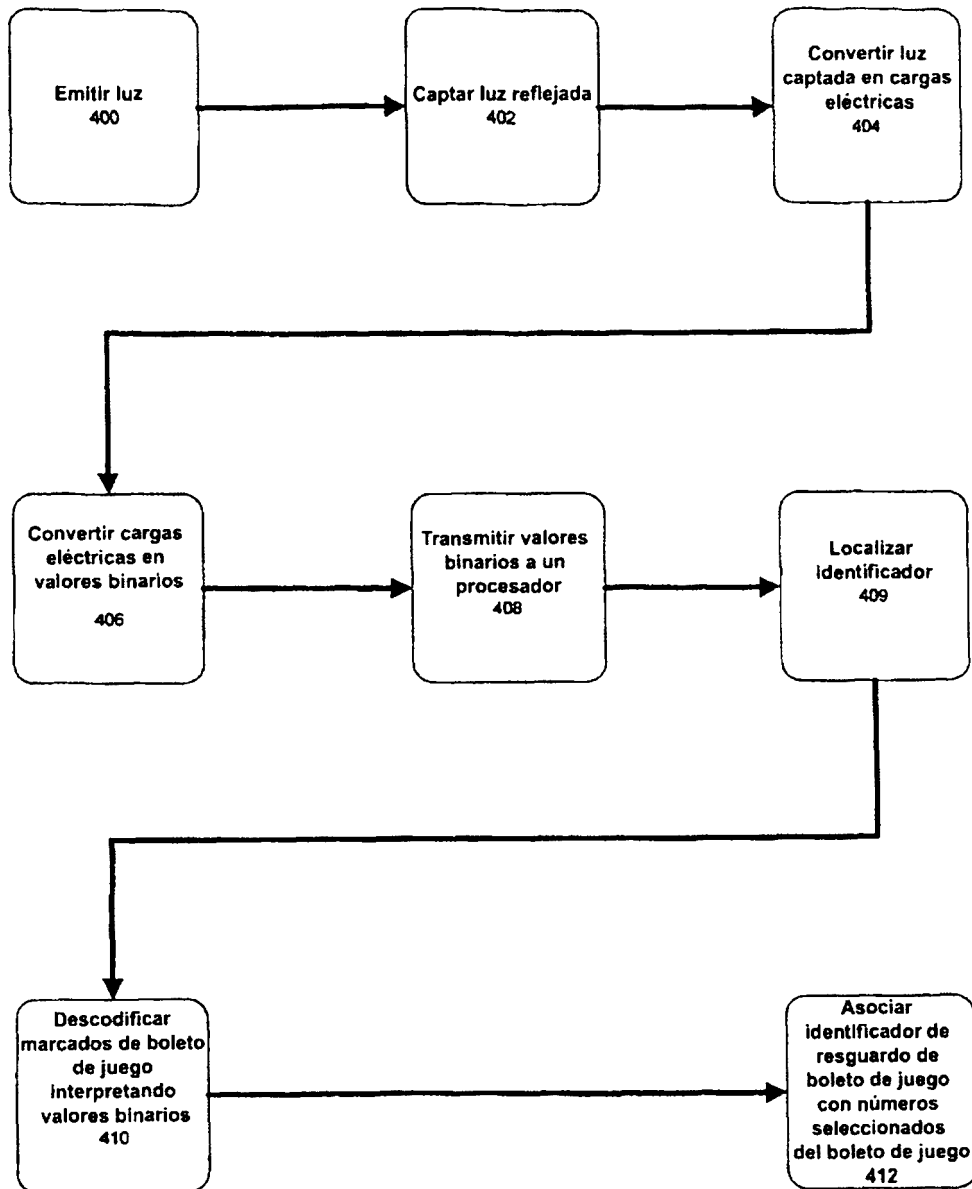 Emitir luz
400
Captar luz reflejada
402
Convertir luz
captada en cargas
eléctricas
404
Convertir cargas
eléctricas en
valores binarios
406
Transmitir valores
binarios a un
procesador
408
Localizar
identificador
409
Descodificar
marcados de boleto
de juego
interpretando
valores binarios
410
Asociar
identificador de
resguardo de
boleto de juego
con números
seleccionados
del boleto de juego
412